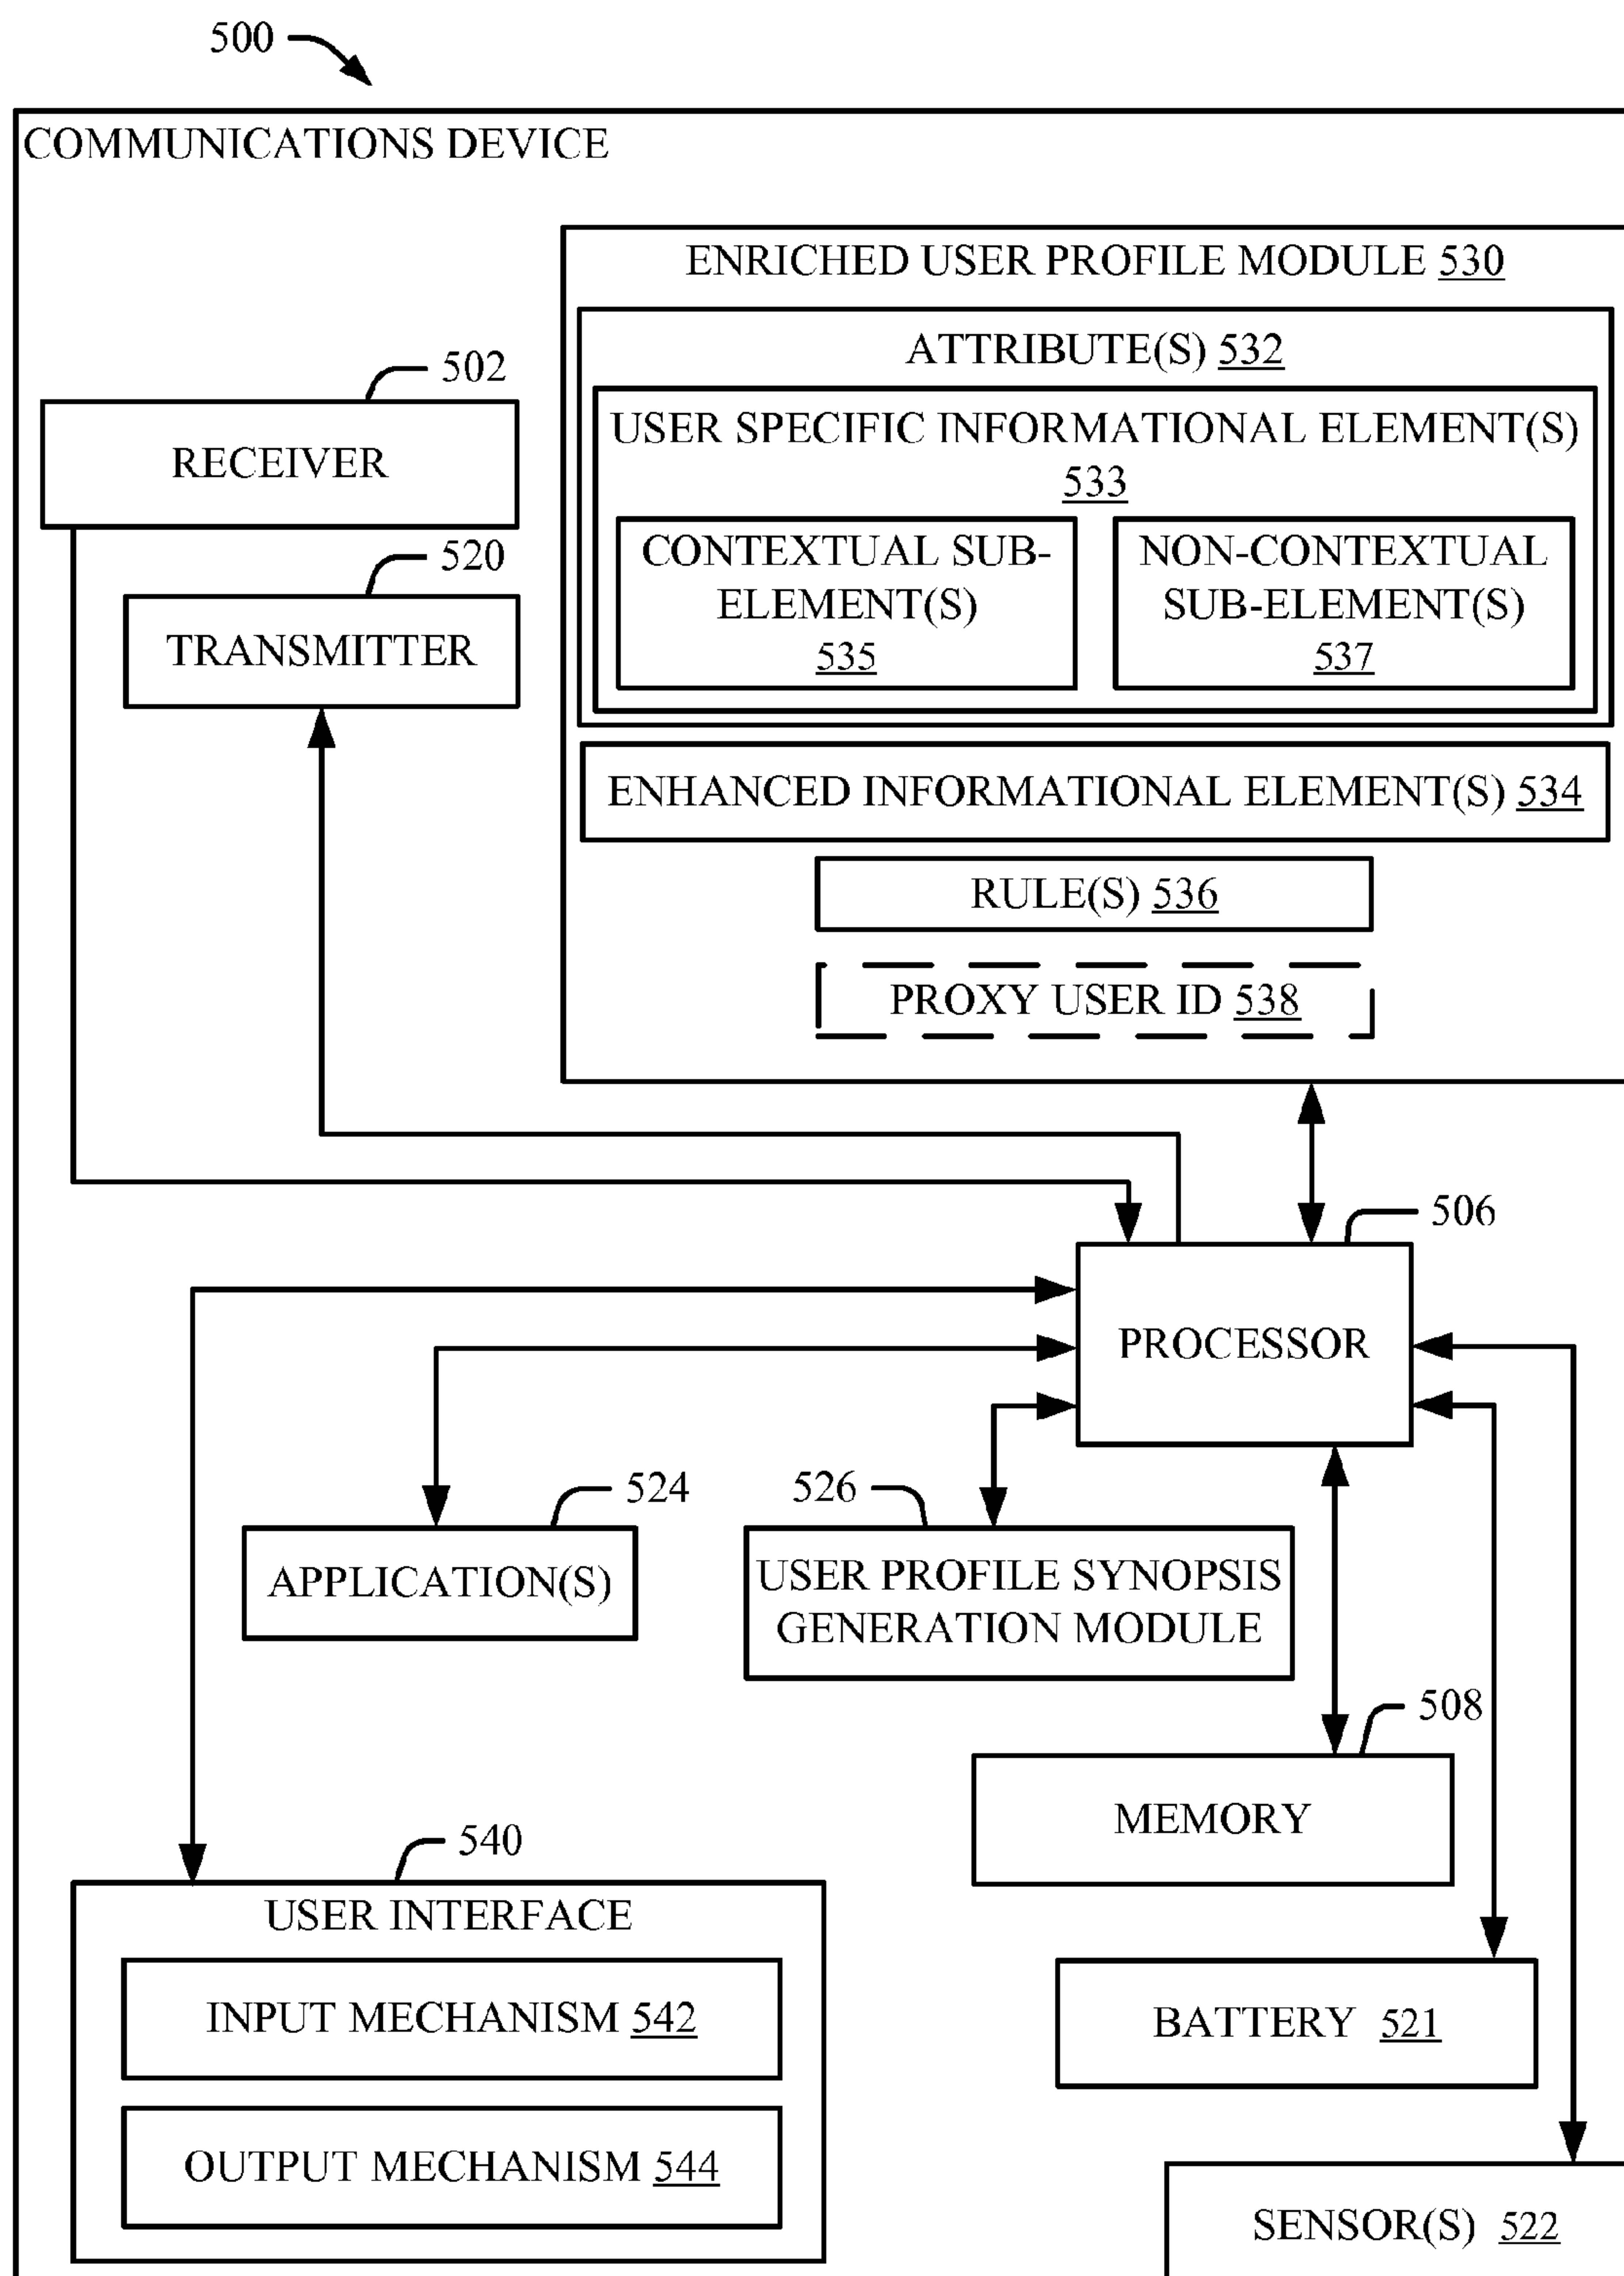 500
COMMUNICATIONS DEVICE
ENRICHED USER PROFILE MODULE 530
ATTRIBUTE(S) 532
USER SPECIFIC INFORMATIONAL ELEMENT(S)
533
CONTEXTUAL SUB-
ELEMENT(S)
535
NON-CONTEXTUAL
SUB-ELEMENT(S)
537
ENHANCED INFORMATIONAL ELEMENT(S) 534
RULE(S) 536
PROXY USER ID 538
502
RECEIVER
520
TRANSMITTER
506
PROCESSOR
524
APPLICATION(S)
526
USER PROFILE SYNOPSIS
GENERATION MODULE
508
MEMORY
540
USER INTERFACE
INPUT MECHANISM 542
OUTPUT MECHANISM 544
BATTERY 521
SENSOR(S) 522